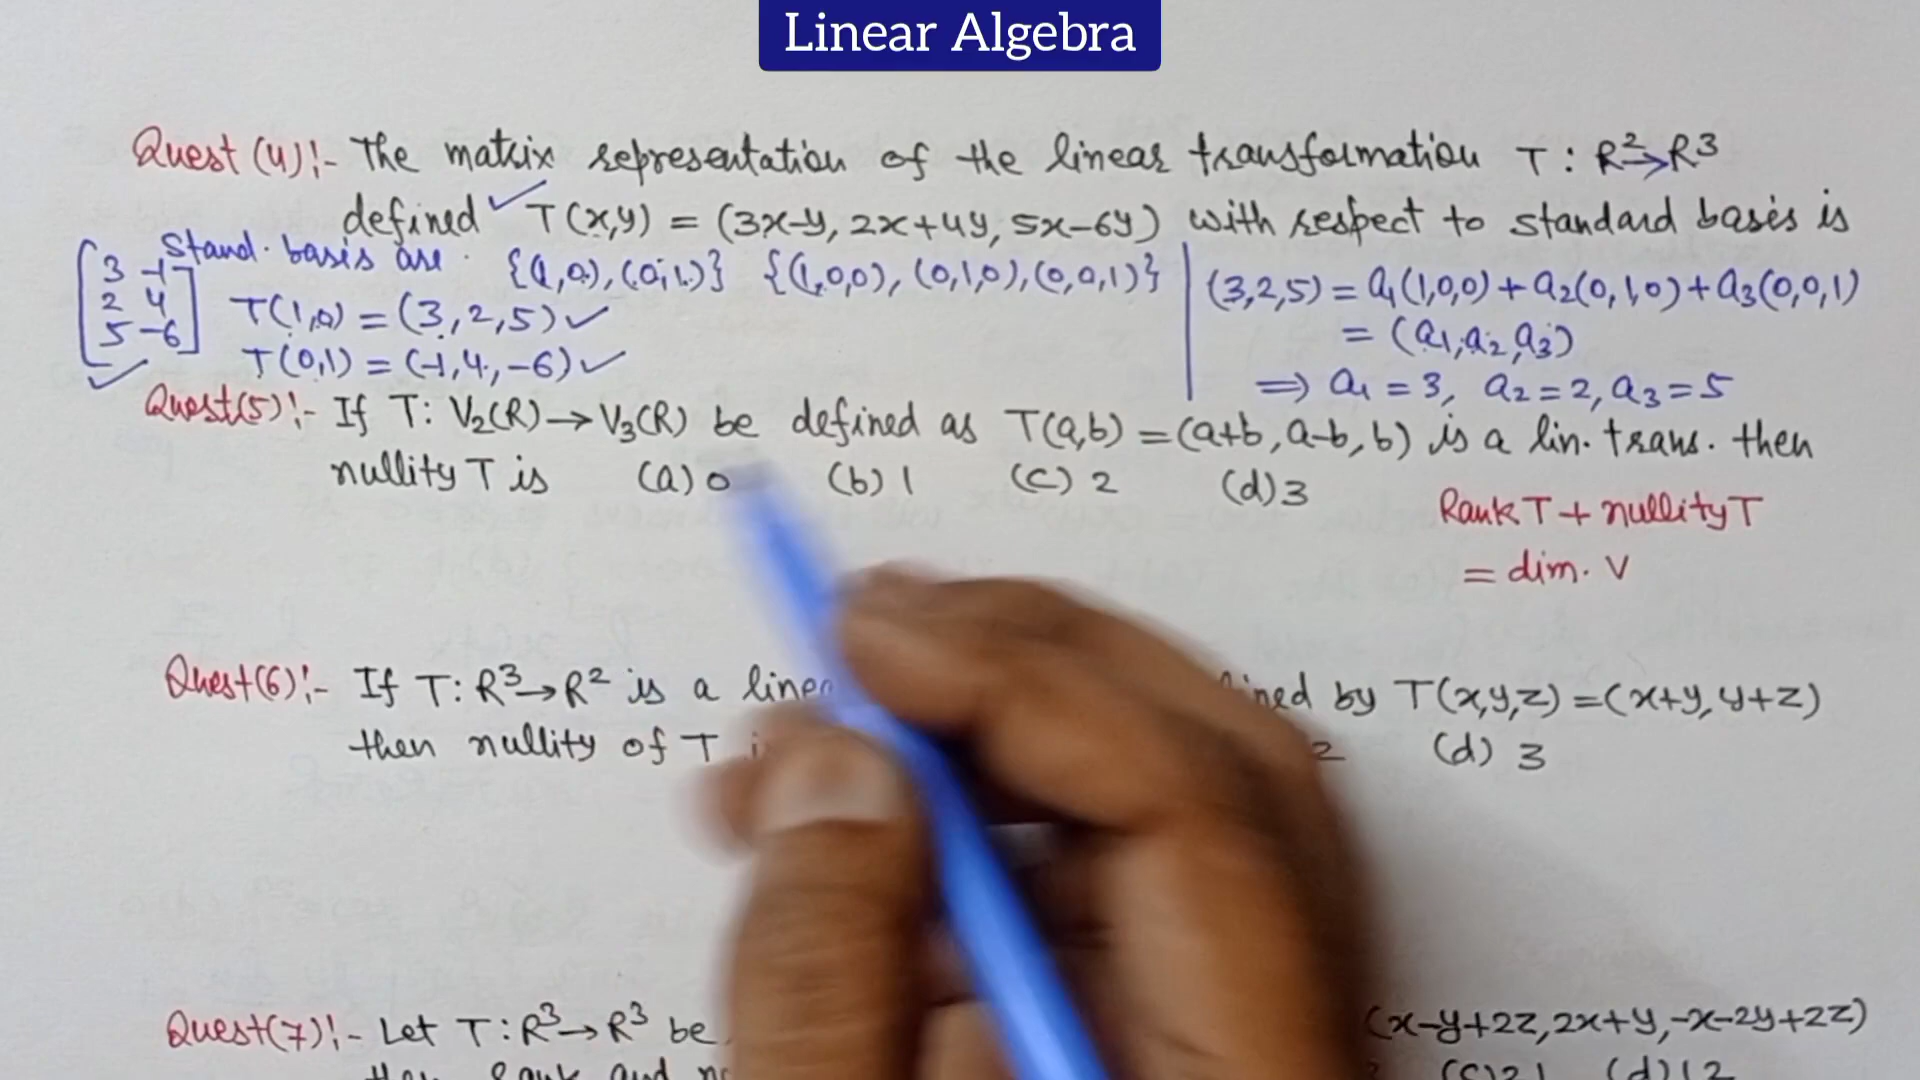 Linear Algebra
Quest (4):- The matrix representation of the linear transformation T: R²→R³
defined T(x,y) = (3x-y, 2x+4y, 5x-6y) with respect to standard basis is
Stand. basis are {(1,0),(0,1)} {(1,0,0),(0,1,0),(0,0,1)}
[3 -1
2 4
5 -6]
T(1,0) = (3,2,5)✓
T(0,1) = (-1,4,-6)✓
(3,2,5) = a₁(1,0,0) + a₂(0,1,0) + a₃(0,0,1)
= (a₁,a₂,a₃)
⟹ a₁ = 3, a₂ = 2, a₃ = 5
Quest(5):- If T: V₂(R)→V₃(R) be defined as T(a,b) = (a+b, a-b, b) is a lin. trans. then
nullity T is (a) 0 (b) 1 (c) 2 (d) 3
Rank T + nullity T
= dim. V
Quest(6):- If T: R³→R² is a by T(x,y,z) = (x+y, y+z)
then nullity of T 2 (d) 3
Quest(7):- Let T: R³→R³ be (x-y+2z, 2x+y, -x-2y+2z)